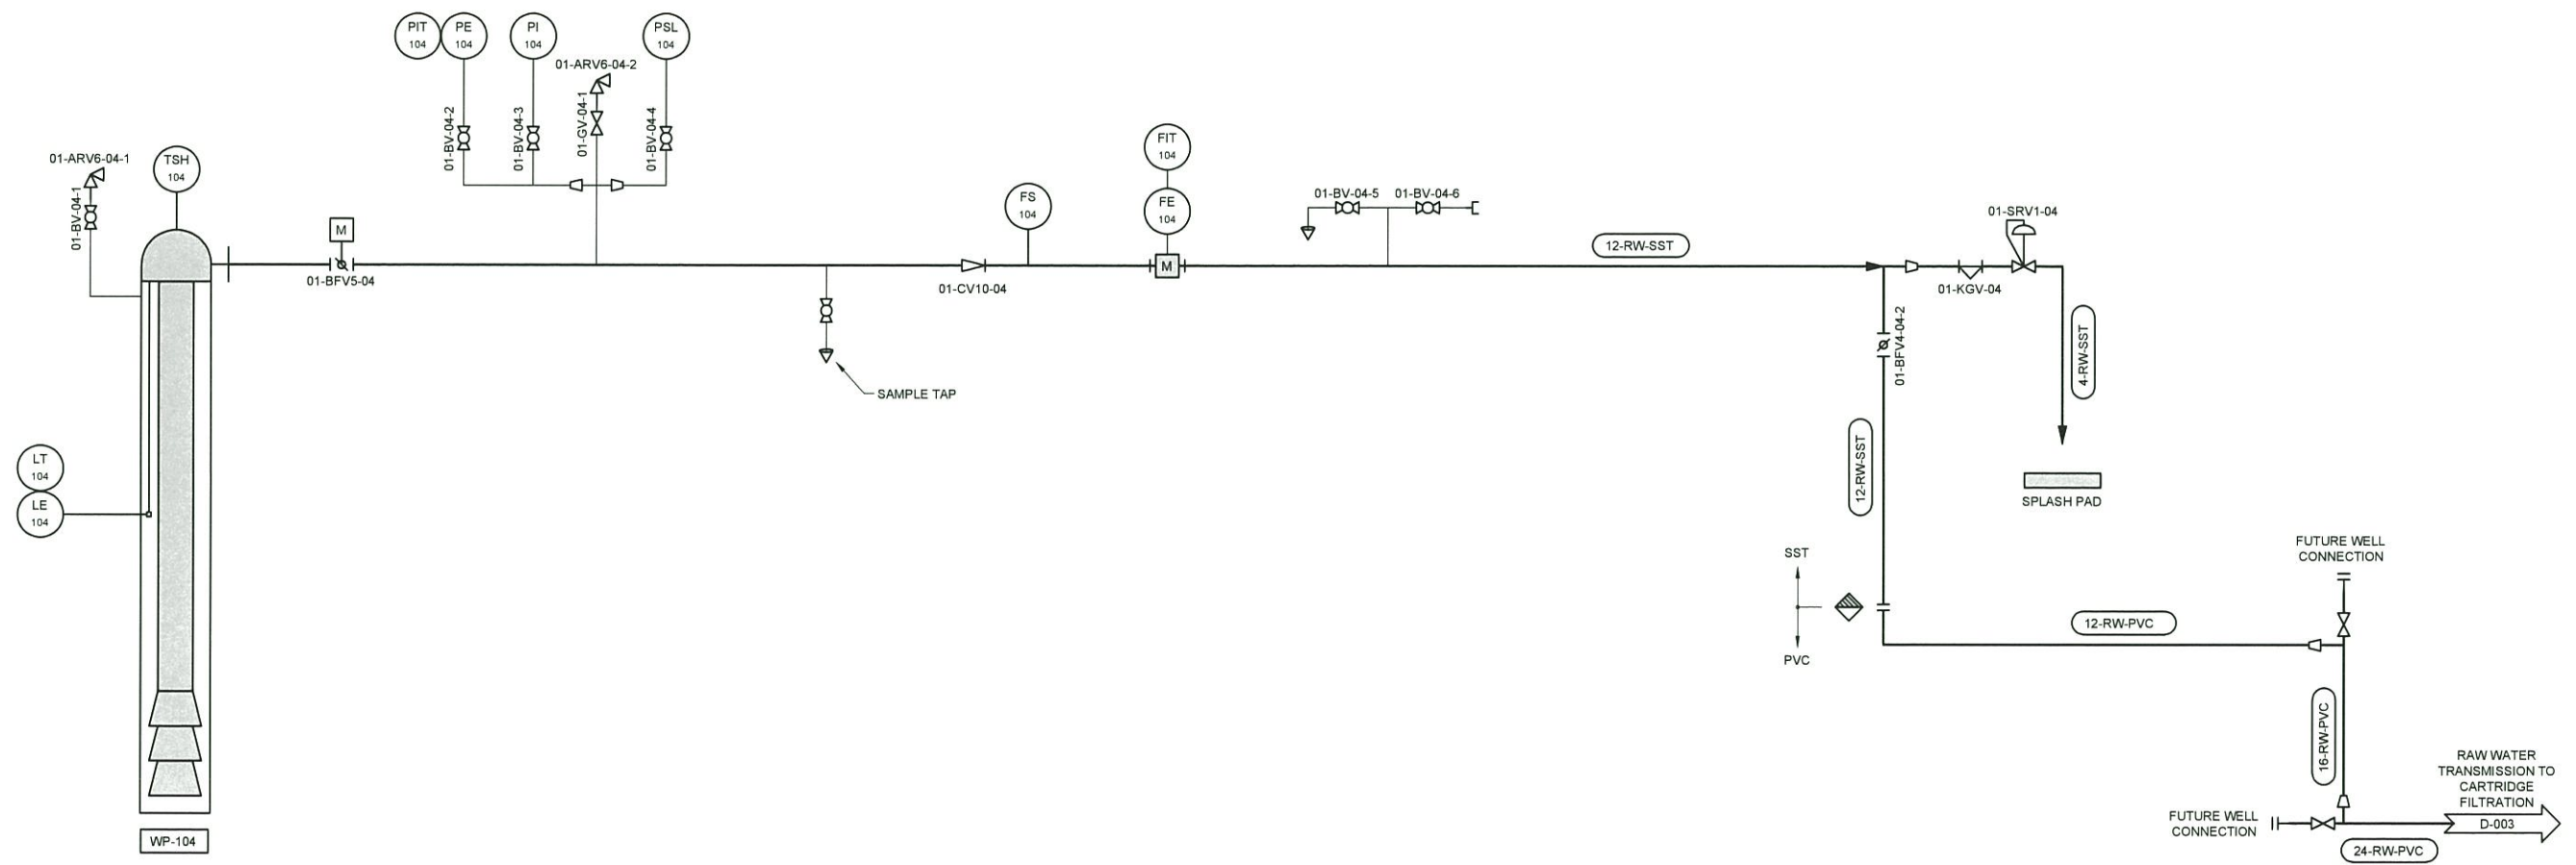 PIT
104
PE
104
PI
104
PSL
104
01-ARV6-04-2
01-BV-04-2
01-BV-04-3
01-GV-04-1
01-BV-04-4
01-ARV6-04-1
01-BV-04-1
TSH
104
M
01-BFV5-04
FS
104
01-CV10-04
FIT
104
FE
104
M
01-BV-04-5
01-BV-04-6
12-RW-SST
01-SRV1-04
01-KGV-04
01-BFV4-04-2
4-RW-SST
SAMPLE TAP
12-RW-SST
SPLASH PAD
LT
104
LE
104
SST
PVC
FUTURE WELL
CONNECTION
12-RW-PVC
16-RW-PVC
RAW WATER
TRANSMISSION TO
CARTRIDGE
FILTRATION
D-003
FUTURE WELL
CONNECTION
24-RW-PVC
WP-104